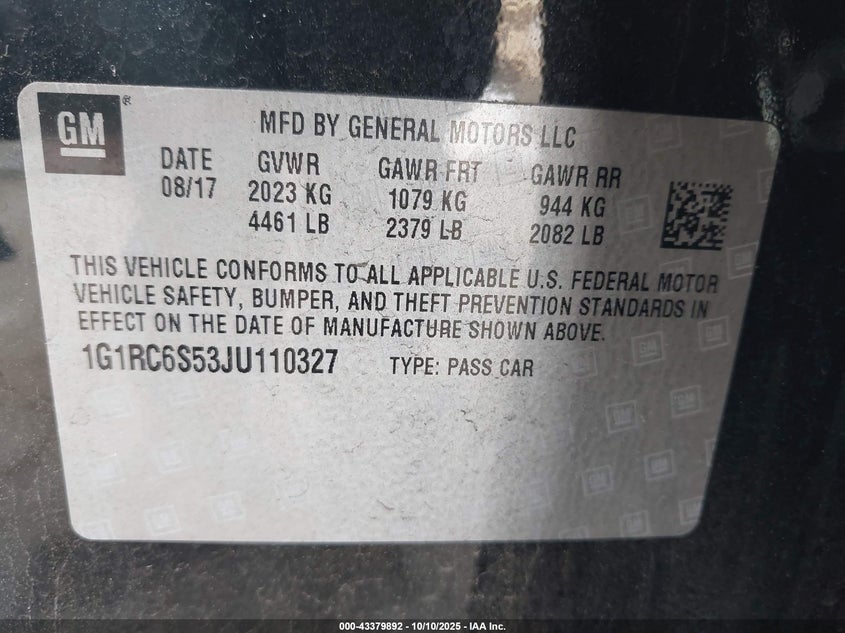 GM ®
MFD BY GENERAL MOTORS LLC
DATE GVWR GAWR FRT GAWR RR
08/17 2023 KG 1079 KG 944 KG
4461 LB 2379 LB 2082 LB
THIS VEHICLE CONFORMS TO ALL APPLICABLE U.S. FEDERAL MOTOR
VEHICLE SAFETY, BUMPER, AND THEFT PREVENTION STANDARDS IN
EFFECT ON THE DATE OF MANUFACTURE SHOWN ABOVE.
1G1RC6S53JU110327 TYPE: PASS CAR
000-43379892 - 10/10/2025 - IAA Inc.